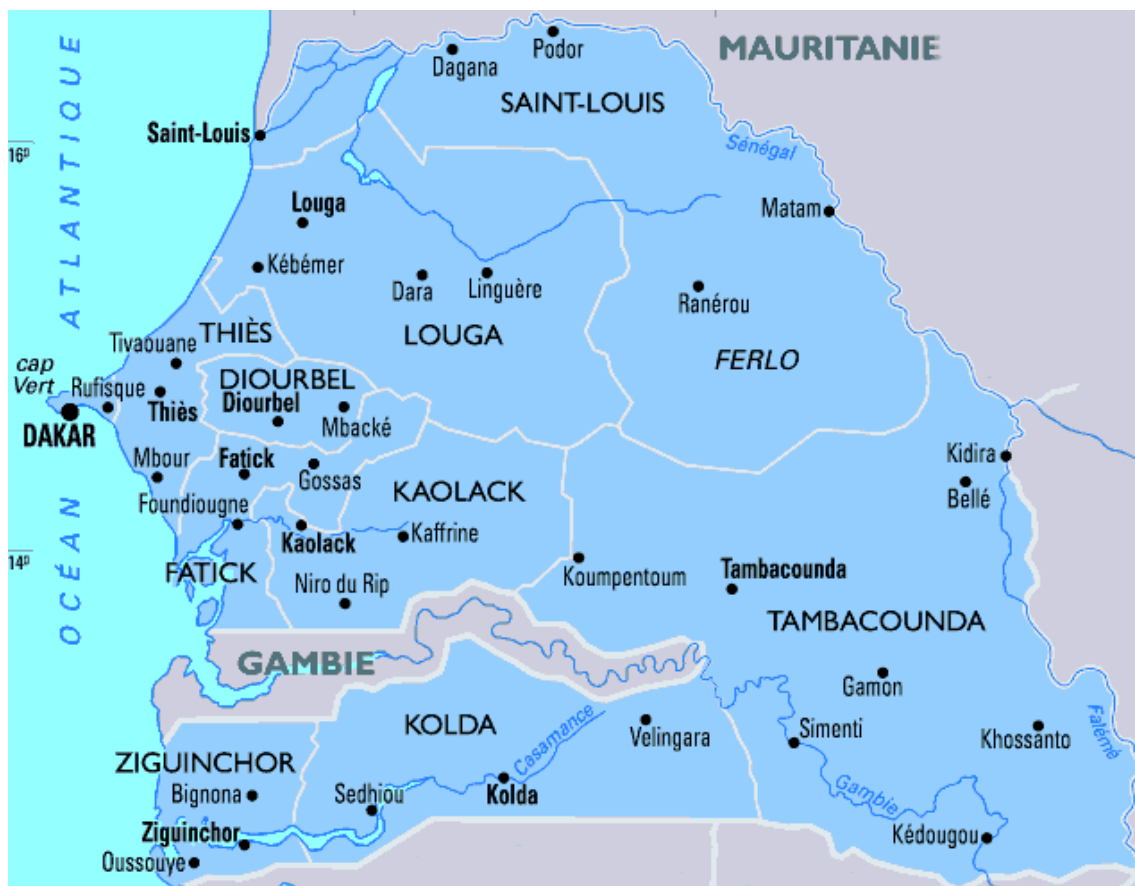 OCÉAN ATLANTIQUE
MAURITANIE
Podor
Dagana
SAINT-LOUIS
Saint-Louis
16p
Sénégal
Louga
Matam
Kébémer
Dara
Linguère
Ranérou
THIÈS
LOUGA
FERLO
Tivaouane
cap
Vert
Rufisque
DIOURBEL
Diourbel
Thiès
Mbacké
DAKAR
Mbour
Fatick
Gossas
Kidira
Bellé
KAOLACK
Foundiougne
Kaolack
Kaffrine
14p
FATICK
Niro du Rip
Koumpentoum
Tambacounda
TAMBACOUNDA
GAMBIE
Gamon
KOLDA
Casamance
Velingara
Simenti
Khossanto
Falémé
ZIGUINCHOR
Bignona
Sedhiou
Kolda
Gambie
Ziguinchor
Kédougou
Oussouye